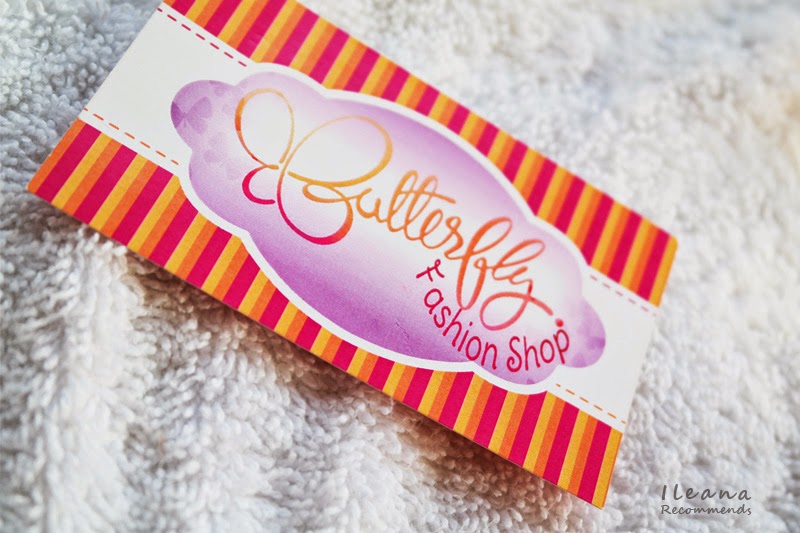 Butterfly
Fashion Shop
Ileana
Recommends